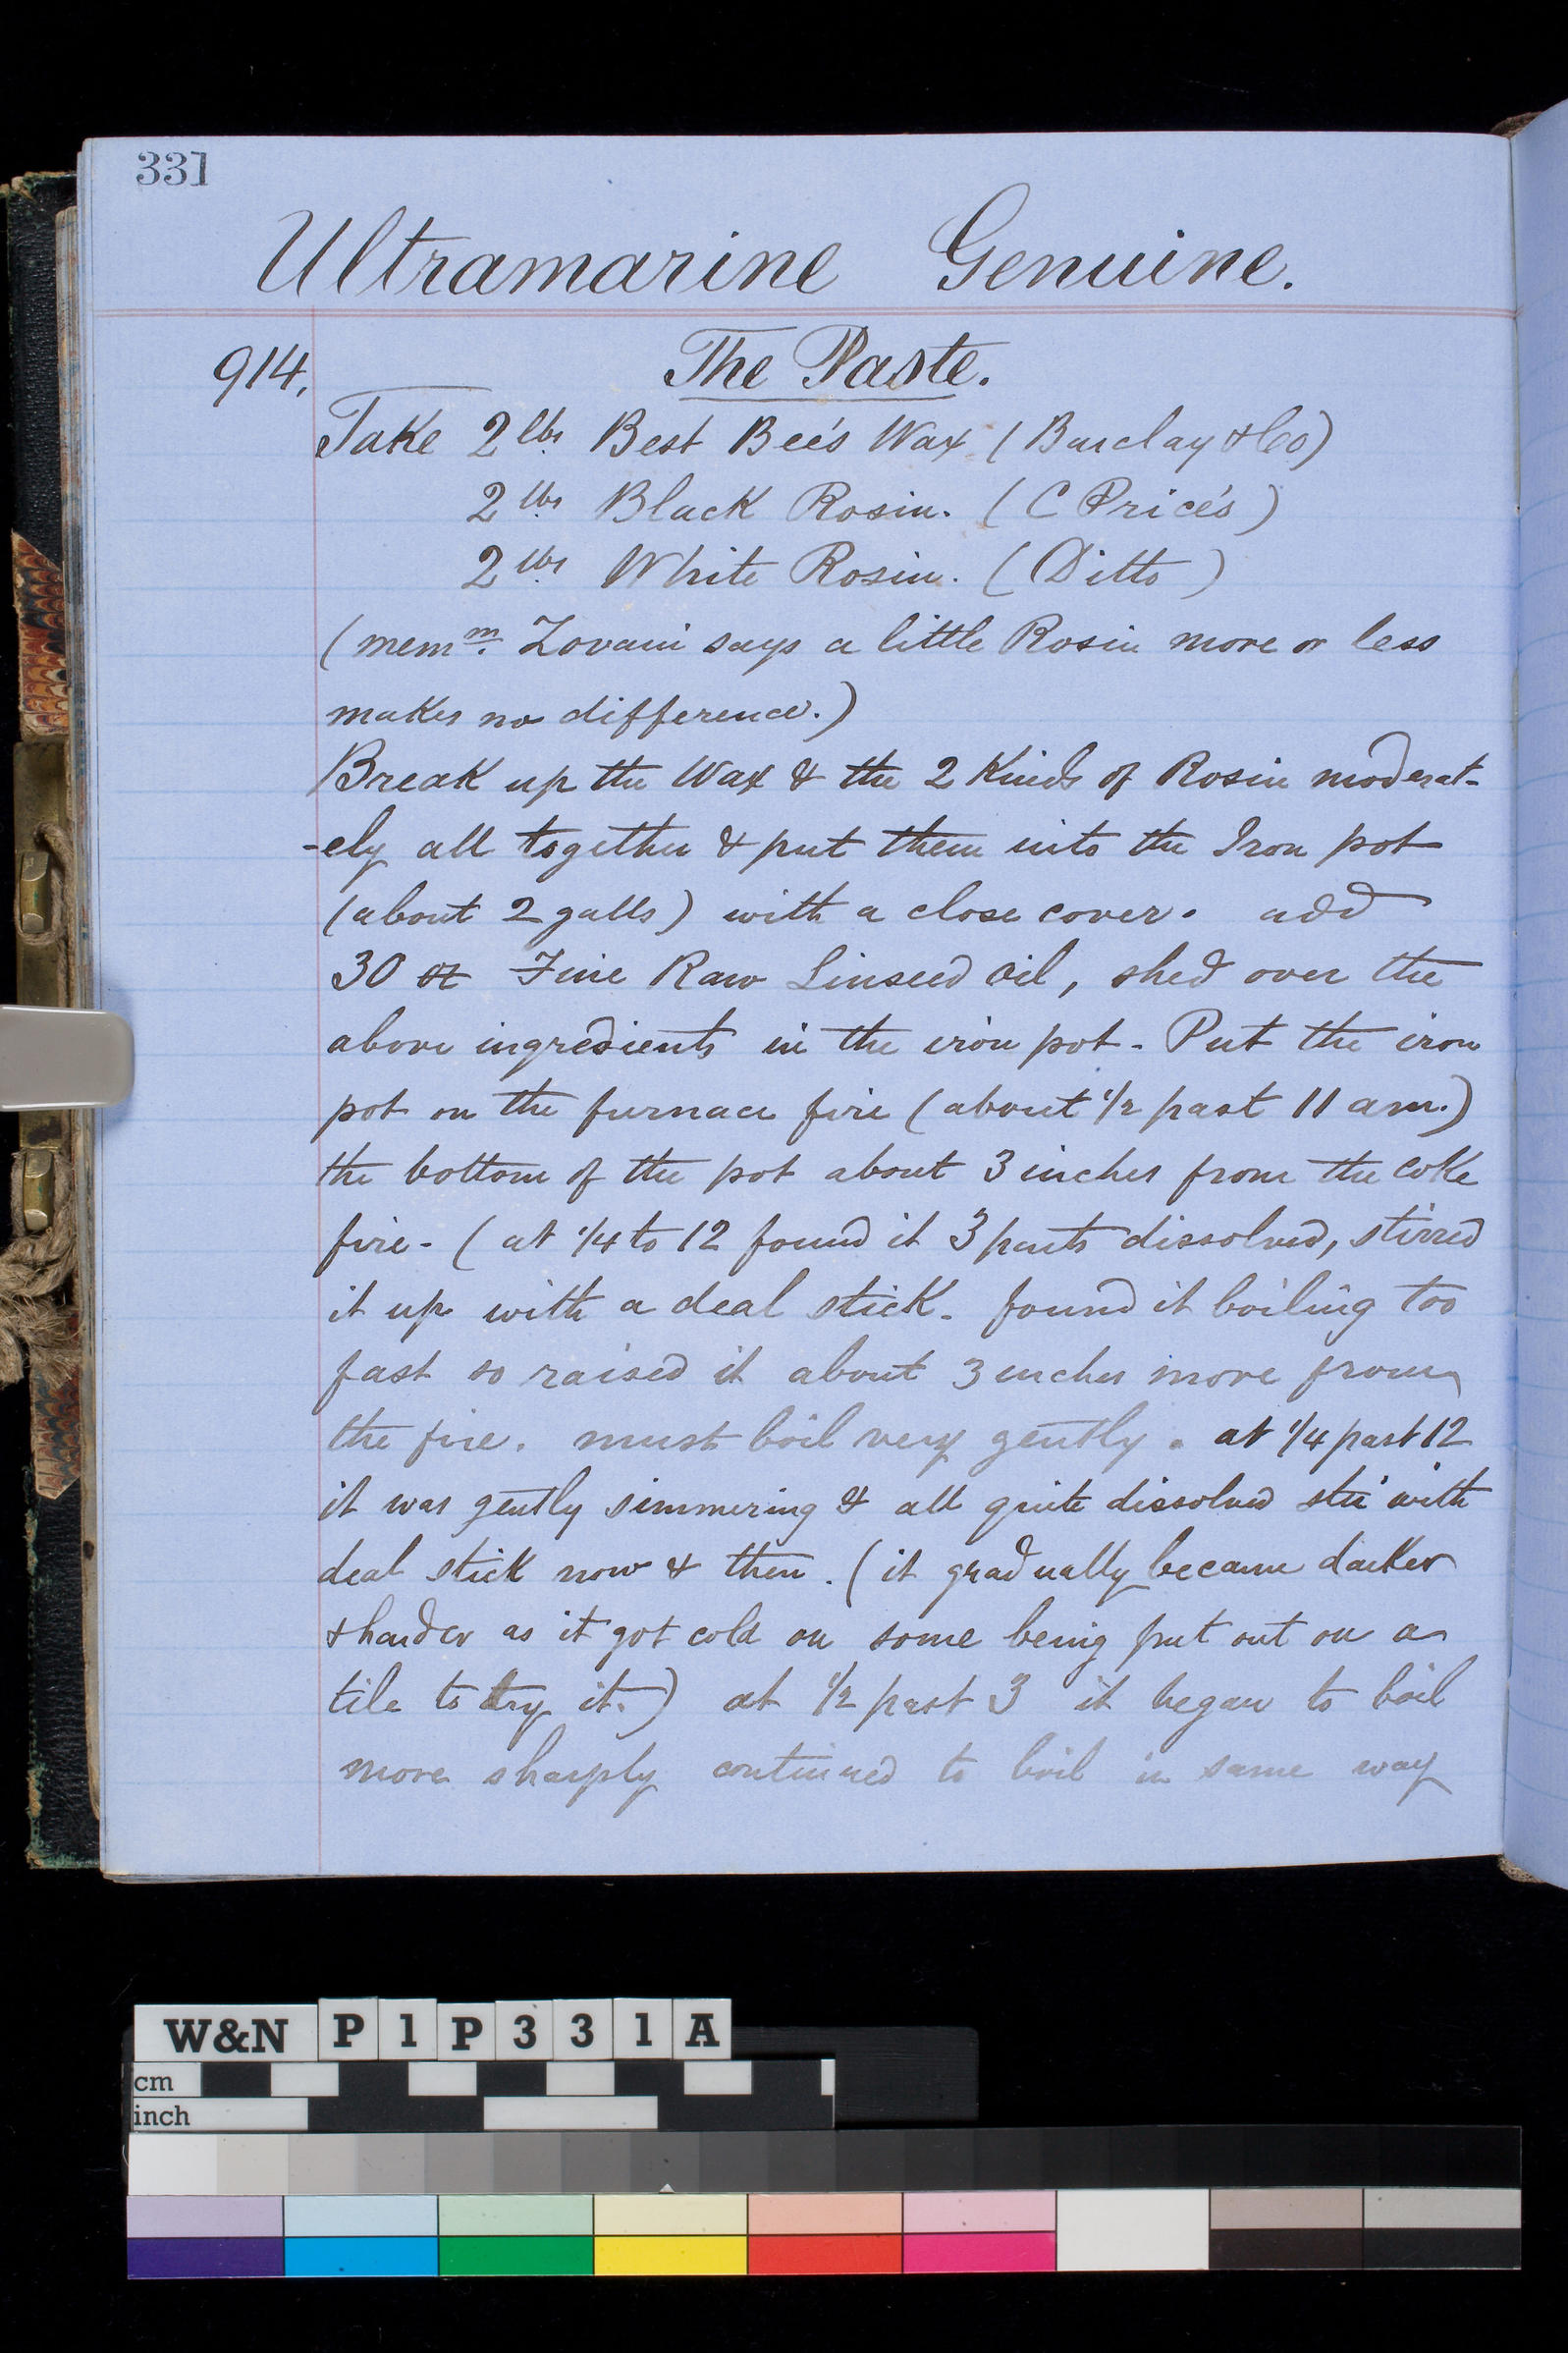 331
Ultramarine Genuine.
914. The Paste.
Take 2 lbs Best Bee's Wax (Barclay & Co)
2 lbs Black Rosin. (C Price's)
2 lbs White Rosin. (Ditto)
(memm. Zovani says a little Rosin more or less
makes no difference.)
Break up the Wax & the 2 Kinds of Rosin moderat-
-ely all together & put them into the Iron pot
(about 2 galls) with a close cover. add
30 oz Fine Raw Linseed Oil, shed over the
above ingredients in the iron pot - Put the iron
pot on the furnace fire (about 1/2 past 11 am.)
the bottom of the pot about 3 inches from the coke
fire - (at 1/4 to 12 found it 3 parts dissolved, stirred
it up with a deal stick - found it boiling too
fast so raised it about 3 inches more from
the fire. must boil very gently. at 1/4 past 12
it was gently simmering & all quite dissolved stir with
deal stick now & then. (it gradually became darker
& harder as it got cold on some being put out on a
tile to try it.) at 1/2 past 3 it began to boil
more sharply continued to boil in same way
W&N P1P331A
cm
inch